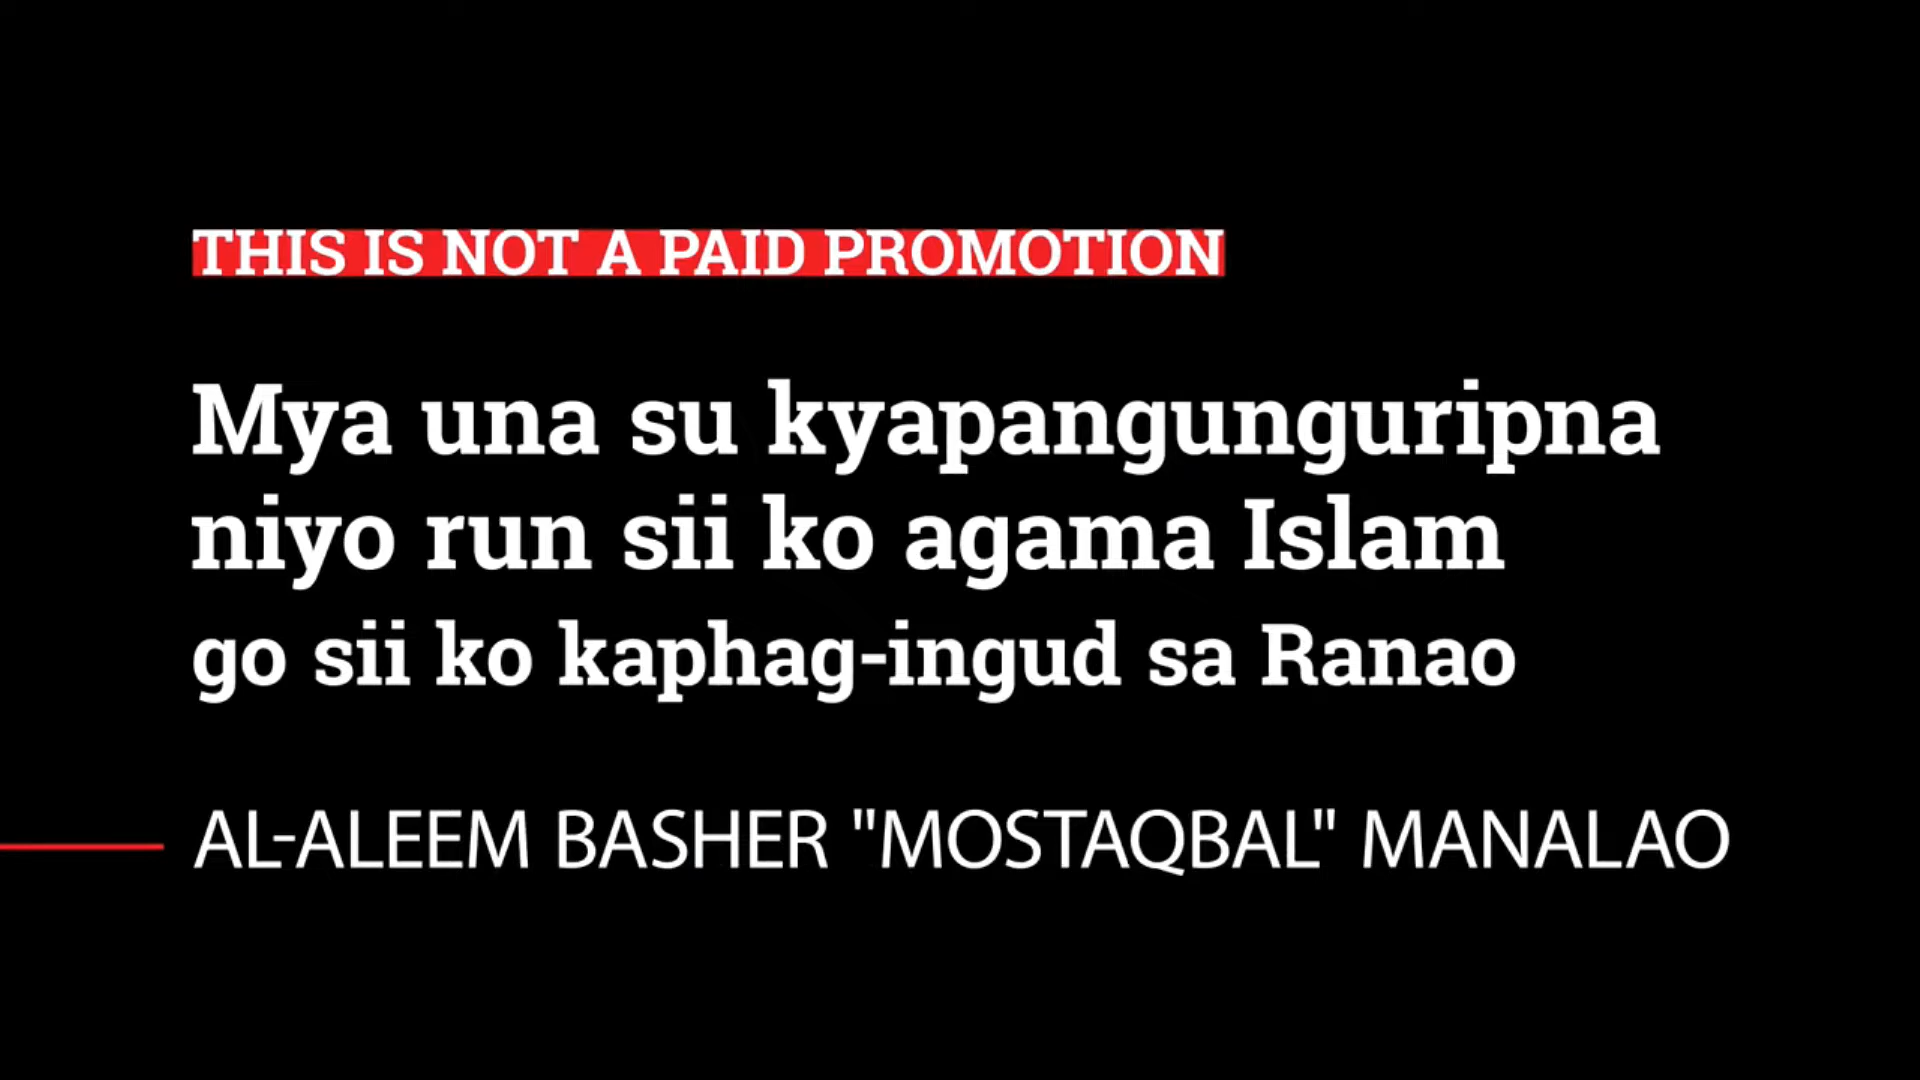 THIS IS NOT A PAID PROMOTION
Mya una su kyapangunguripna
niyo run sii ko agama Islam
go sii ko kaphag-ingud sa Ranao
AL-ALEEM BASHER "MOSTAQBAL" MANALAO